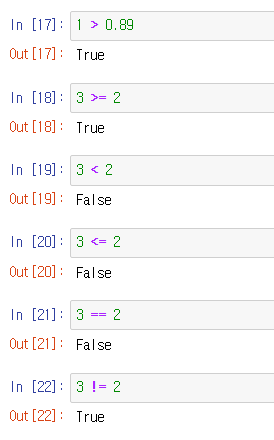 In [17]: 1 > 0.89
Out[17]: True
In [18]: 3 >= 2
Out[18]: True
In [19]: 3 < 2
Out[19]: False
In [20]: 3 <= 2
Out[20]: False
In [21]: 3 == 2
Out[21]: False
In [22]: 3 != 2
Out[22]: True